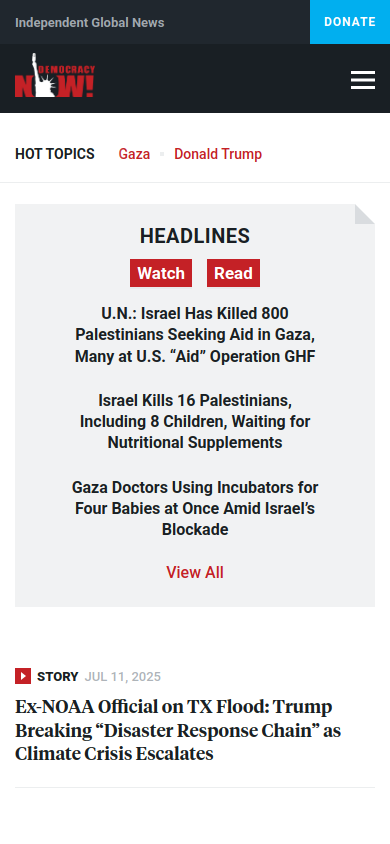 Independent Global News
DONATE
DEMOCRACY
NOW!
HOT TOPICS
Gaza
Donald Trump
HEADLINES
Watch
Read
U.N.: Israel Has Killed 800
Palestinians Seeking Aid in Gaza,
Many at U.S. “Aid” Operation GHF
Israel Kills 16 Palestinians,
Including 8 Children, Waiting for
Nutritional Supplements
Gaza Doctors Using Incubators for
Four Babies at Once Amid Israel’s
Blockade
View All
STORY JUL 11, 2025
Ex-NOAA Official on TX Flood: Trump
Breaking “Disaster Response Chain” as
Climate Crisis Escalates